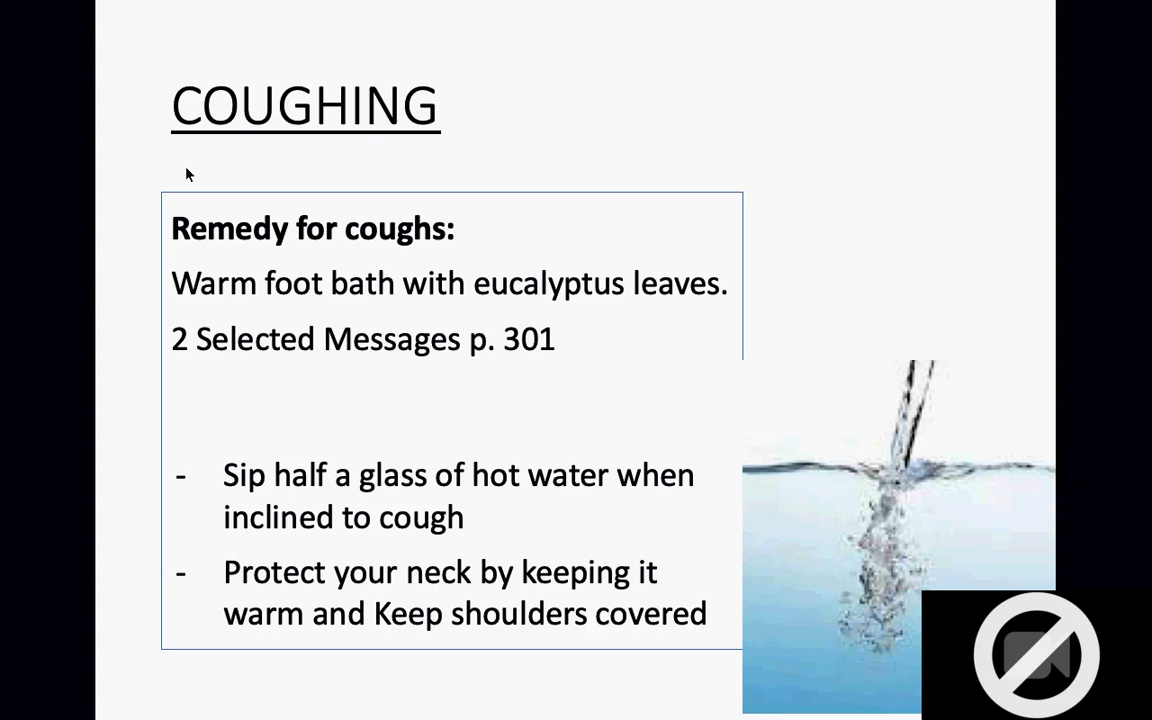 COUGHING
Remedy for coughs:
Warm foot bath with eucalyptus leaves.
2 Selected Messages p. 301
- Sip half a glass of hot water when
inclined to cough
- Protect your neck by keeping it
warm and Keep shoulders covered